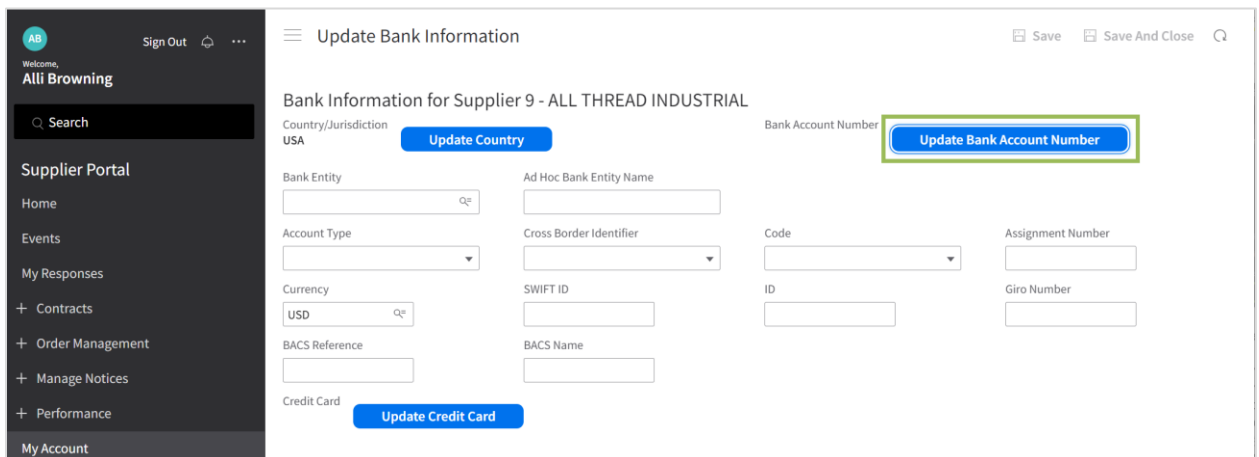 AB
Sign Out
Welcome,
Alli Browning
Search
Supplier Portal
Home
Events
My Responses
+ Contracts
+ Order Management
+ Manage Notices
+ Performance
My Account
Update Bank Information
Save
Save And Close
Bank Information for Supplier 9 - ALL THREAD INDUSTRIAL
Country/Jurisdiction
USA
Update Country
Bank Account Number
Update Bank Account Number
Bank Entity
Ad Hoc Bank Entity Name
Account Type
Cross Border Identifier
Code
Assignment Number
Currency
USD
SWIFT ID
ID
Giro Number
BACS Reference
BACS Name
Credit Card
Update Credit Card